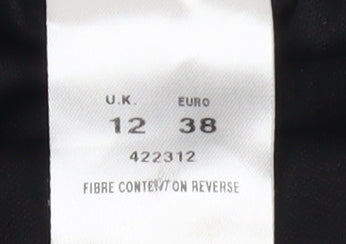 U.K. EURO
12 38
422312
FIBRE CONTENT ON REVERSE